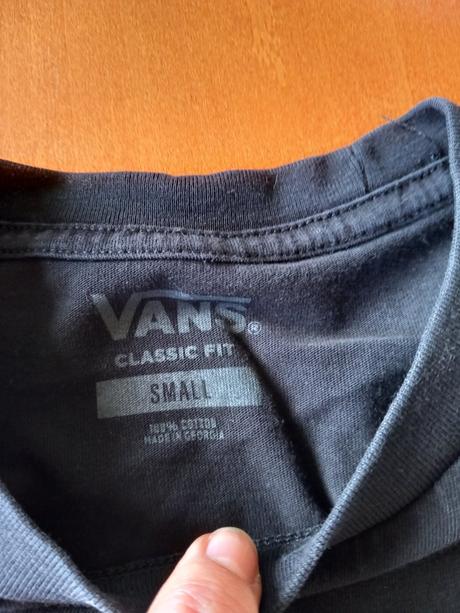 VANS®
CLASSIC FIT
SMALL
100% COTTON
MADE IN GEORGIA